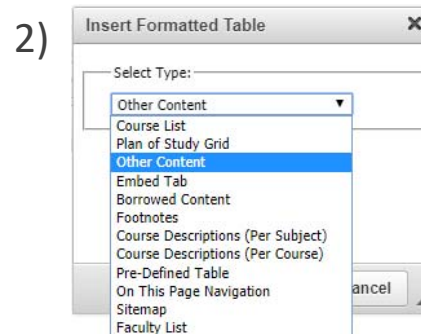 2)
Insert Formatted Table
Select Type:
Other Content
Course List
Plan of Study Grid
Other Content
Embed Tab
Borrowed Content
Footnotes
Course Descriptions (Per Subject)
Course Descriptions (Per Course)
Pre-Defined Table
On This Page Navigation
Sitemap
Faculty List
ancel